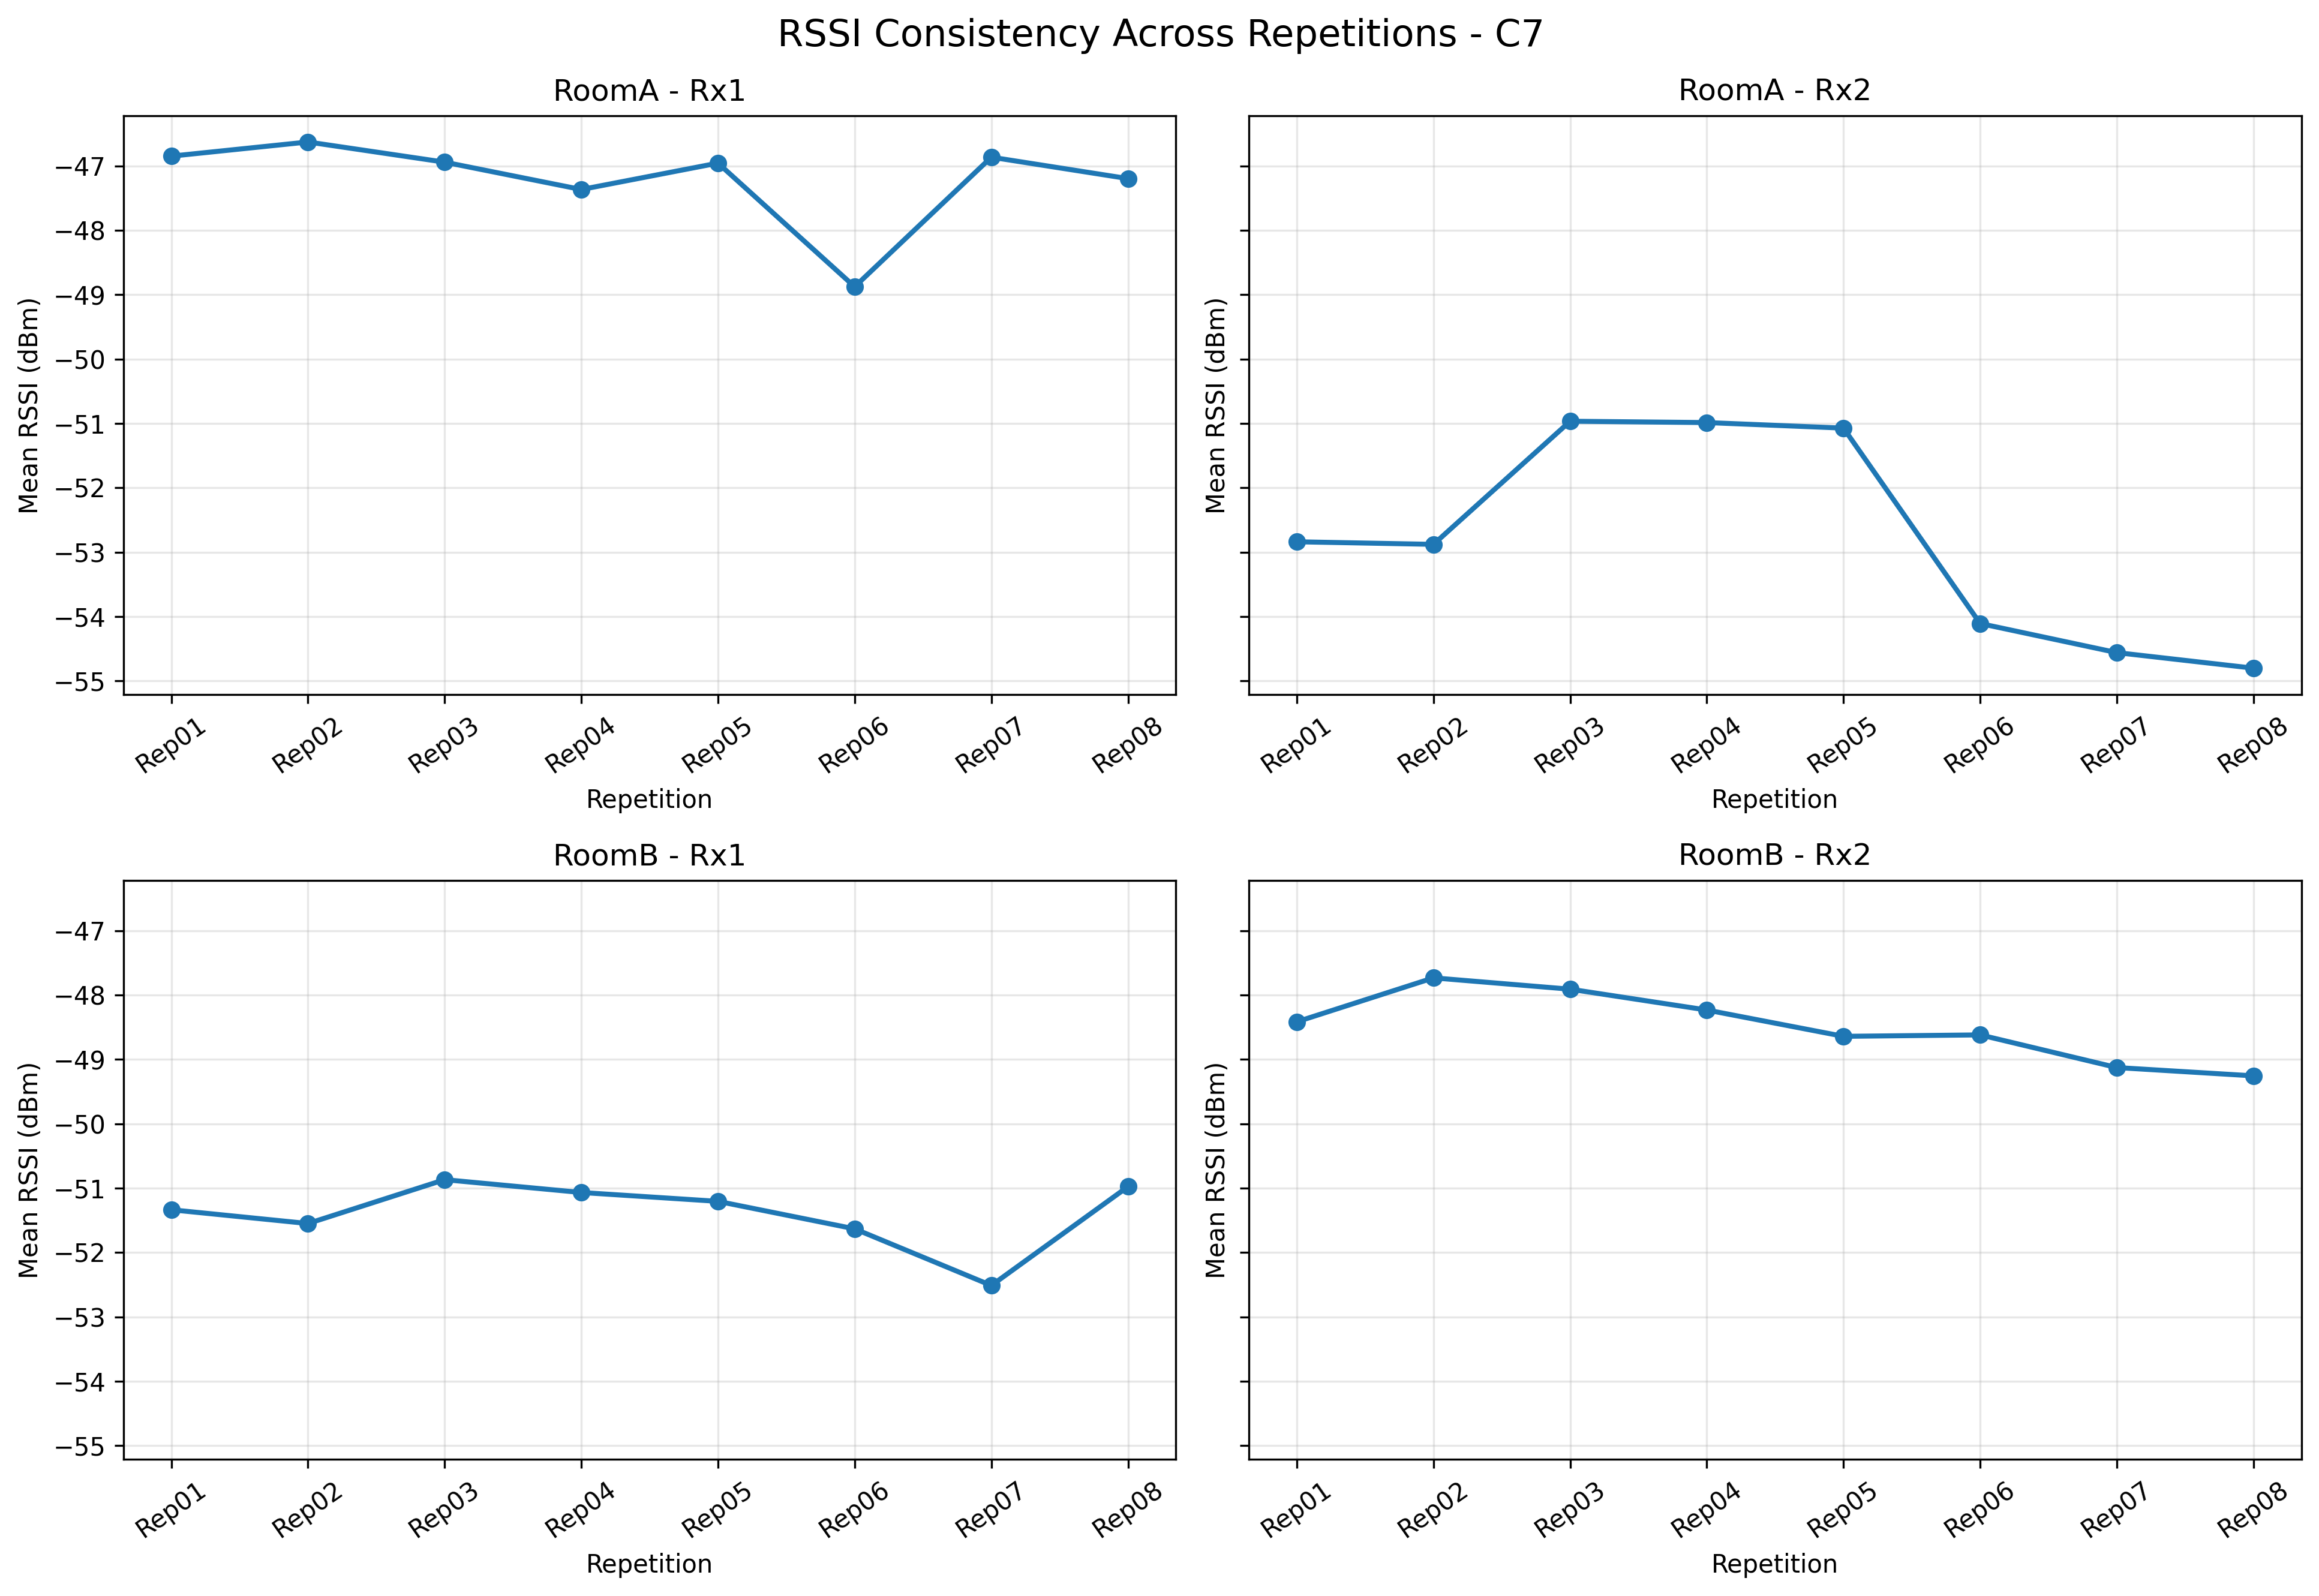 RSSI Consistency Across Repetitions - C7
RoomA - Rx1
Mean RSSI (dBm)
−47
−48
−49
−50
−51
−52
−53
−54
−55
Rep01 Rep02 Rep03 Rep04 Rep05 Rep06 Rep07 Rep08
Repetition
RoomA - Rx2
Mean RSSI (dBm)
Rep01 Rep02 Rep03 Rep04 Rep05 Rep06 Rep07 Rep08
Repetition
RoomB - Rx1
Mean RSSI (dBm)
−47
−48
−49
−50
−51
−52
−53
−54
−55
Rep01 Rep02 Rep03 Rep04 Rep05 Rep06 Rep07 Rep08
Repetition
RoomB - Rx2
Mean RSSI (dBm)
Rep01 Rep02 Rep03 Rep04 Rep05 Rep06 Rep07 Rep08
Repetition